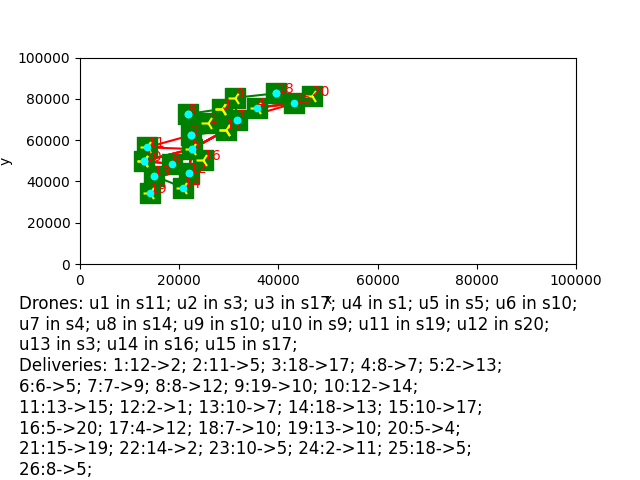 100000
80000
60000
40000
20000
0
y
0 20000 40000 60000 80000 100000
x
Drones: u1 in s11; u2 in s3; u3 in s17; u4 in s1; u5 in s5; u6 in s10;
u7 in s4; u8 in s14; u9 in s10; u10 in s9; u11 in s19; u12 in s20;
u13 in s3; u14 in s16; u15 in s17;
Deliveries: 1:12->2; 2:11->5; 3:18->17; 4:8->7; 5:2->13;
6:6->5; 7:7->9; 8:8->12; 9:19->10; 10:12->14;
11:13->15; 12:2->1; 13:10->7; 14:18->13; 15:10->17;
16:5->20; 17:4->12; 18:7->10; 19:13->10; 20:5->4;
21:15->19; 22:14->2; 23:10->5; 24:2->11; 25:18->5;
26:8->5;